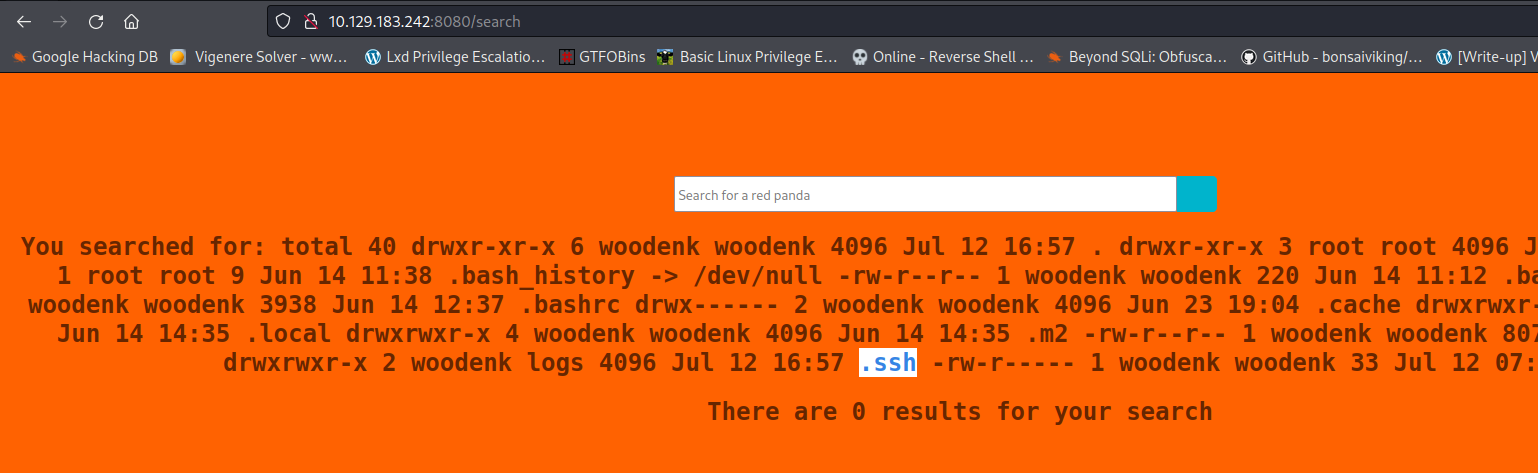 10.129.183.242:8080/search
Google Hacking DB Vigenere Solver - ww... Lxd Privilege Escalatio... GTFOBins Basic Linux Privilege E... Online - Reverse Shell ... Beyond SQLi: Obfusca... GitHub - bonsaiviking/... [Write-up] V
Search for a red panda
You searched for: total 40 drwxr-xr-x 6 woodenk woodenk 4096 Jul 12 16:57 . drwxr-xr-x 3 root root 4096 J
1 root root 9 Jun 14 11:38 .bash_history -> /dev/null -rw-r--r-- 1 woodenk woodenk 220 Jun 14 11:12 .ba
woodenk woodenk 3938 Jun 14 12:37 .bashrc drwx------ 2 woodenk woodenk 4096 Jun 23 19:04 .cache drwxrwxr-
Jun 14 14:35 .local drwxrwxr-x 4 woodenk woodenk 4096 Jun 14 14:35 .m2 -rw-r--r-- 1 woodenk woodenk 807
drwxrwxr-x 2 woodenk logs 4096 Jul 12 16:57 .ssh -rw-r----- 1 woodenk woodenk 33 Jul 12 07:
There are 0 results for your search